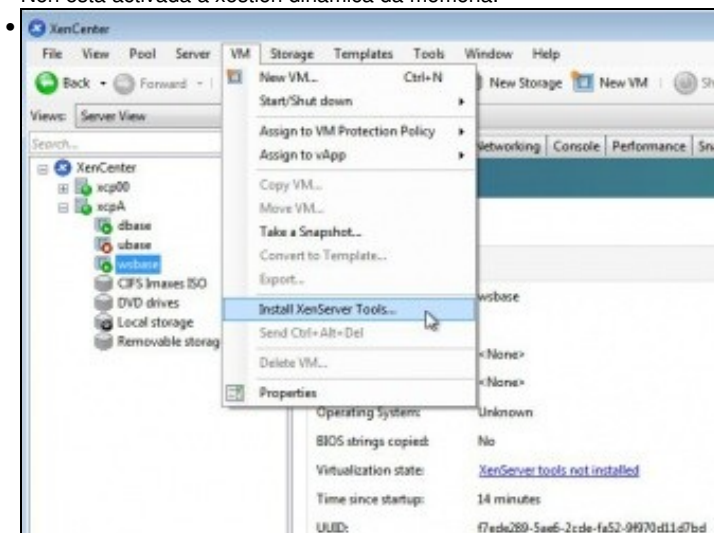 Non está activada a xestión dinámica da memoria.
XenCenter
File View Pool Server VM Storage Templates Tools Window Help
Back Forward New Storage New VM
Views: Server View
Search...
New VM... Ctrl+N
Start/Shut down
Assign to VM Protection Policy
Assign to vApp
Copy VM...
Move VM...
Take a Snapshot...
Convert to Template...
Export...
Install XenServer Tools...
Send Ctrl+Alt+Del
Delete VM...
Properties
Networking Console Performance
XenCenter
xcp00
xcpA
dbase
ubase
wsbase
CIFS Imaxes ISO
DVD drives
Local storage
Removable storag
wsbase
<None>
<None>
Operating System: Unknown
BIOS strings copied: No
Virtualization state: XenServer tools not installed
Time since startup: 14 minutes
UUID: f7ede289-5ae6-2cde-fa52-9f970d11d7bd